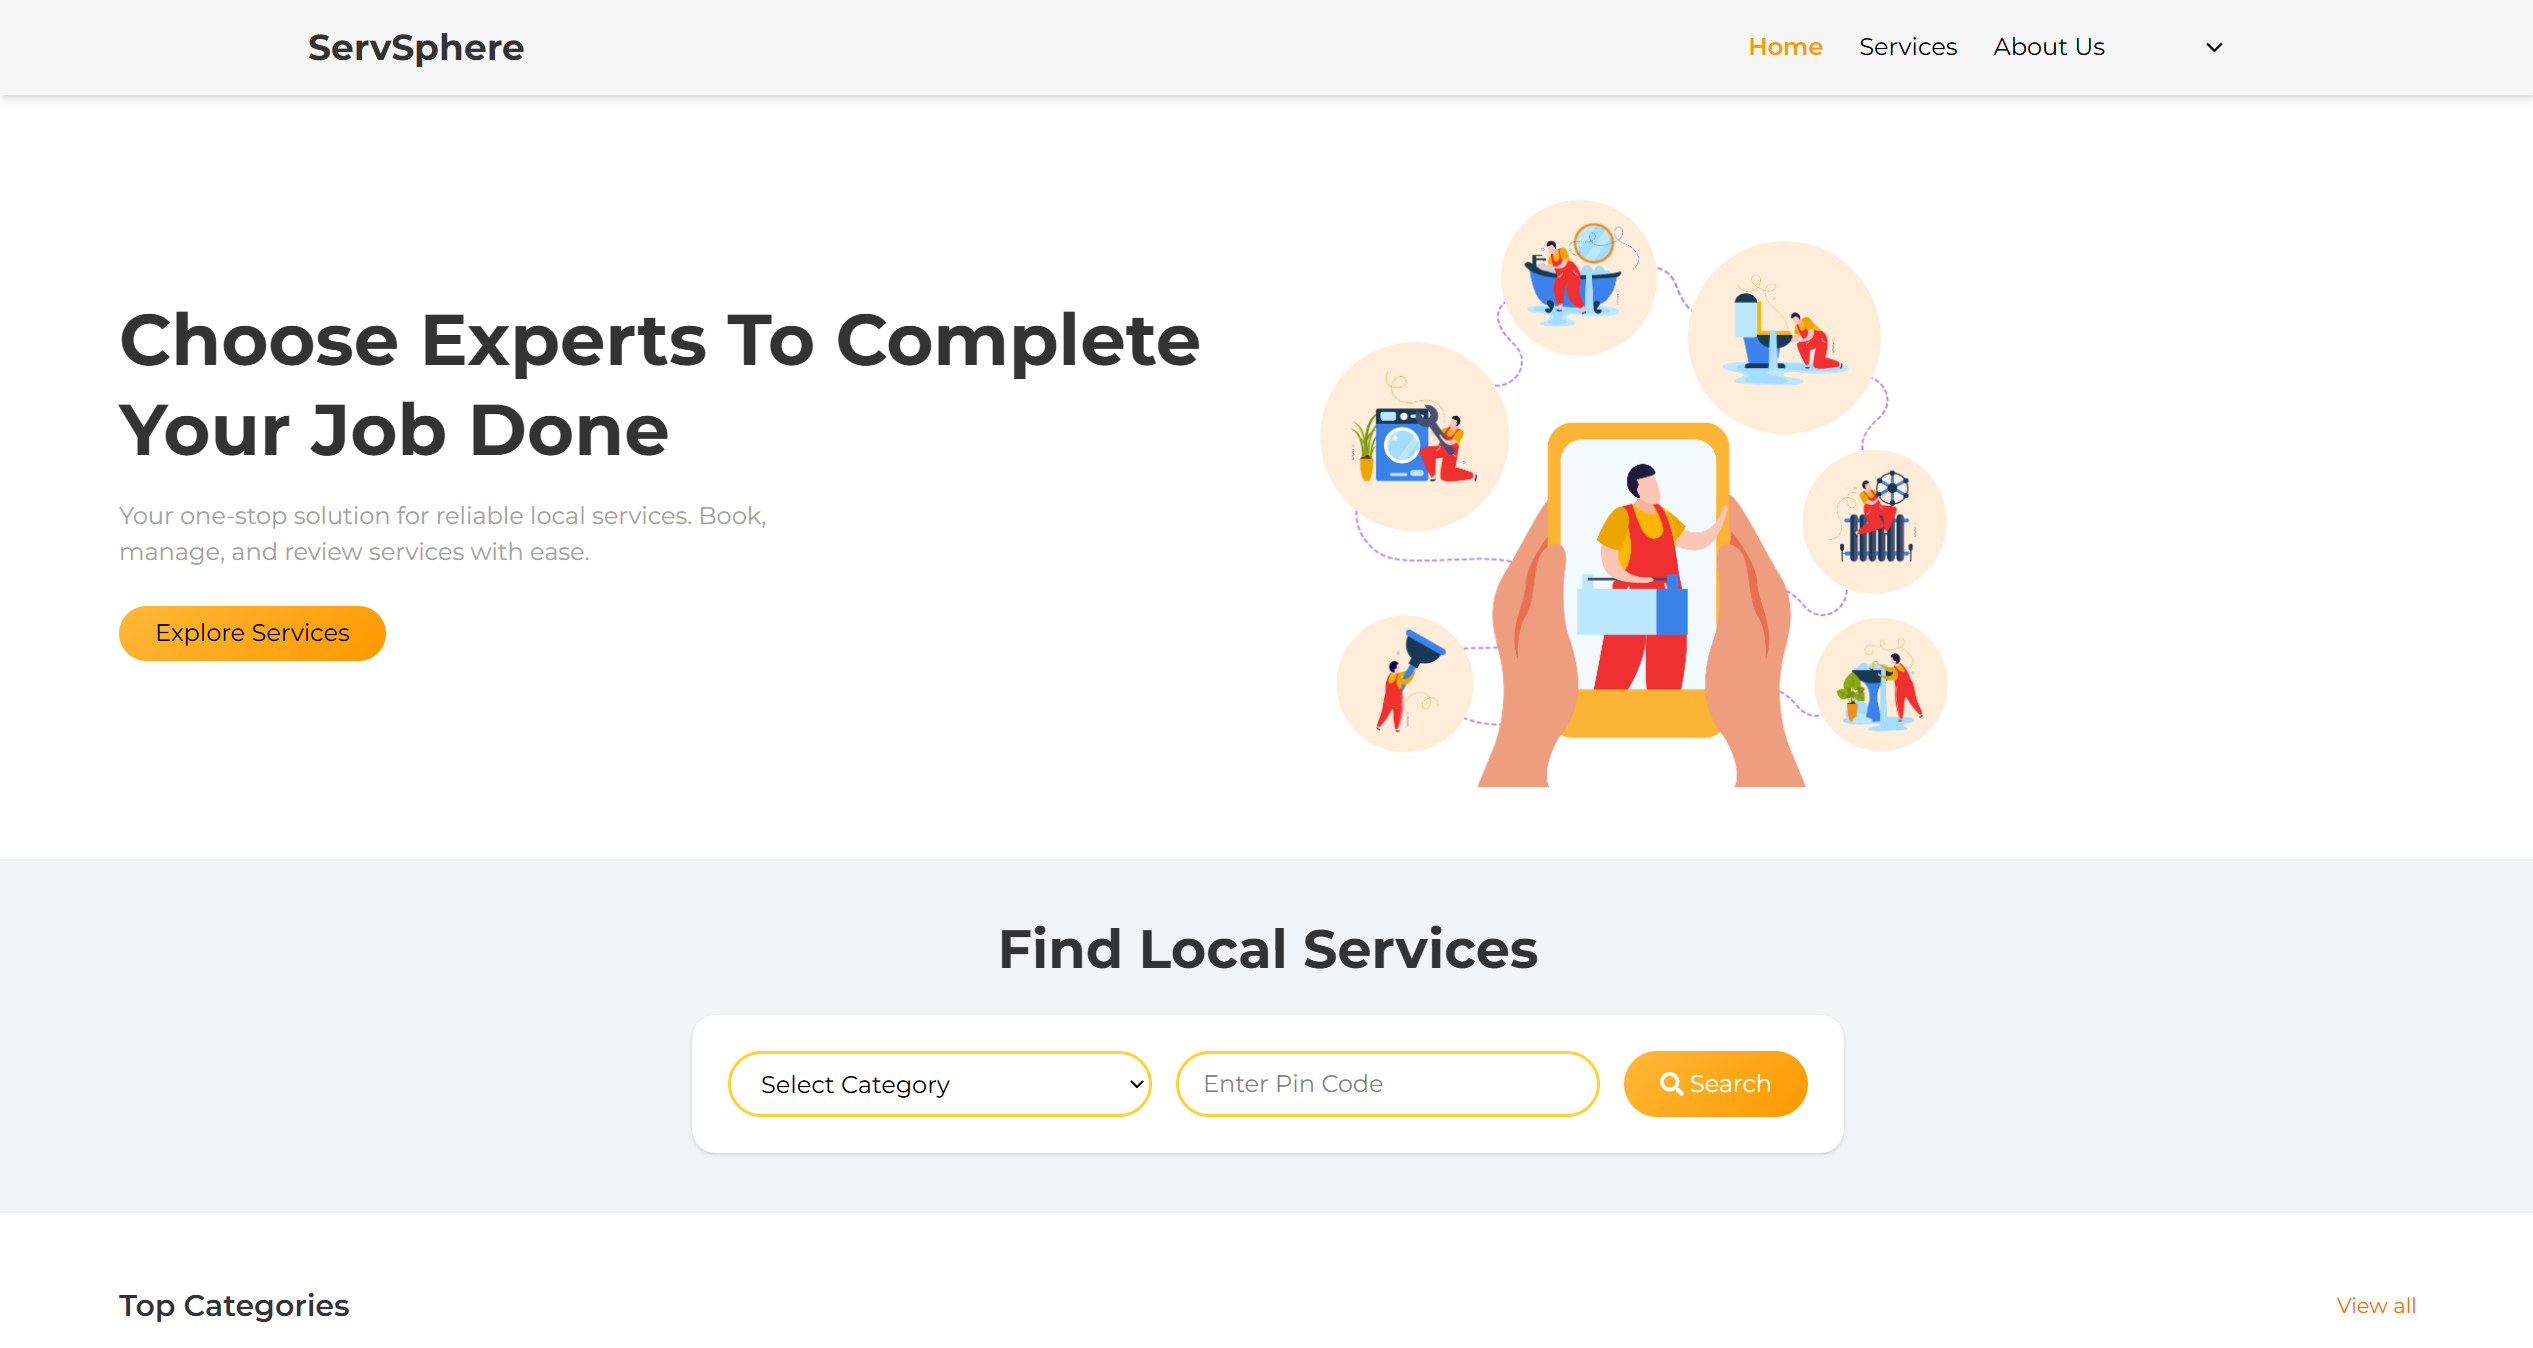 ServSphere
Home Services About Us
Choose Experts To Complete
Your Job Done
Your one-stop solution for reliable local services. Book,
manage, and review services with ease.
Explore Services
Find Local Services
Select Category
Enter Pin Code
Search
Top Categories
View all